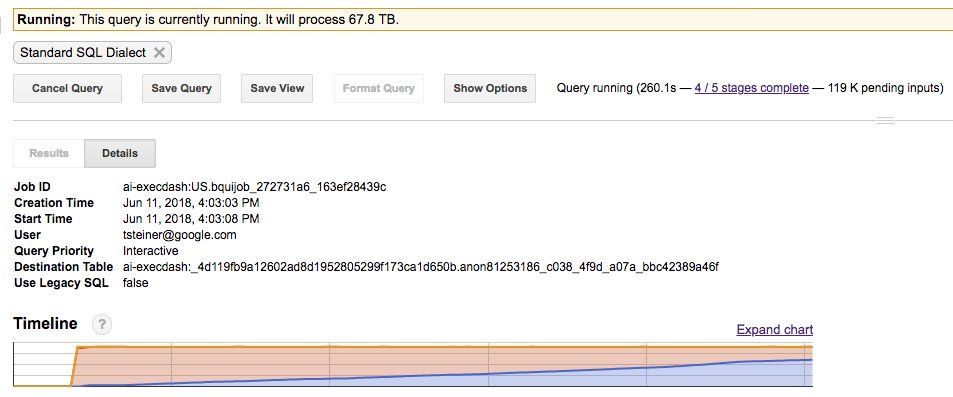 Running: This query is currently running. It will process 67.8 TB.
Standard SQL Dialect
Cancel Query Save Query Save View Format Query Show Options Query running (260.1s — 4 / 5 stages complete — 119 K pending inputs)
Results Details
Job ID ai-execdash:US.bquijob_272731a6_163ef28439c
Creation Time Jun 11, 2018, 4:03:03 PM
Start Time Jun 11, 2018, 4:03:08 PM
User tsteiner@google.com
Query Priority Interactive
Destination Table ai-execdash:_4d119fb9a12602ad8d1952805299f173ca1d650b.anon81253186_c038_4f9d_a07a_bbc42389a46f
Use Legacy SQL false
Timeline ?
Expand chart